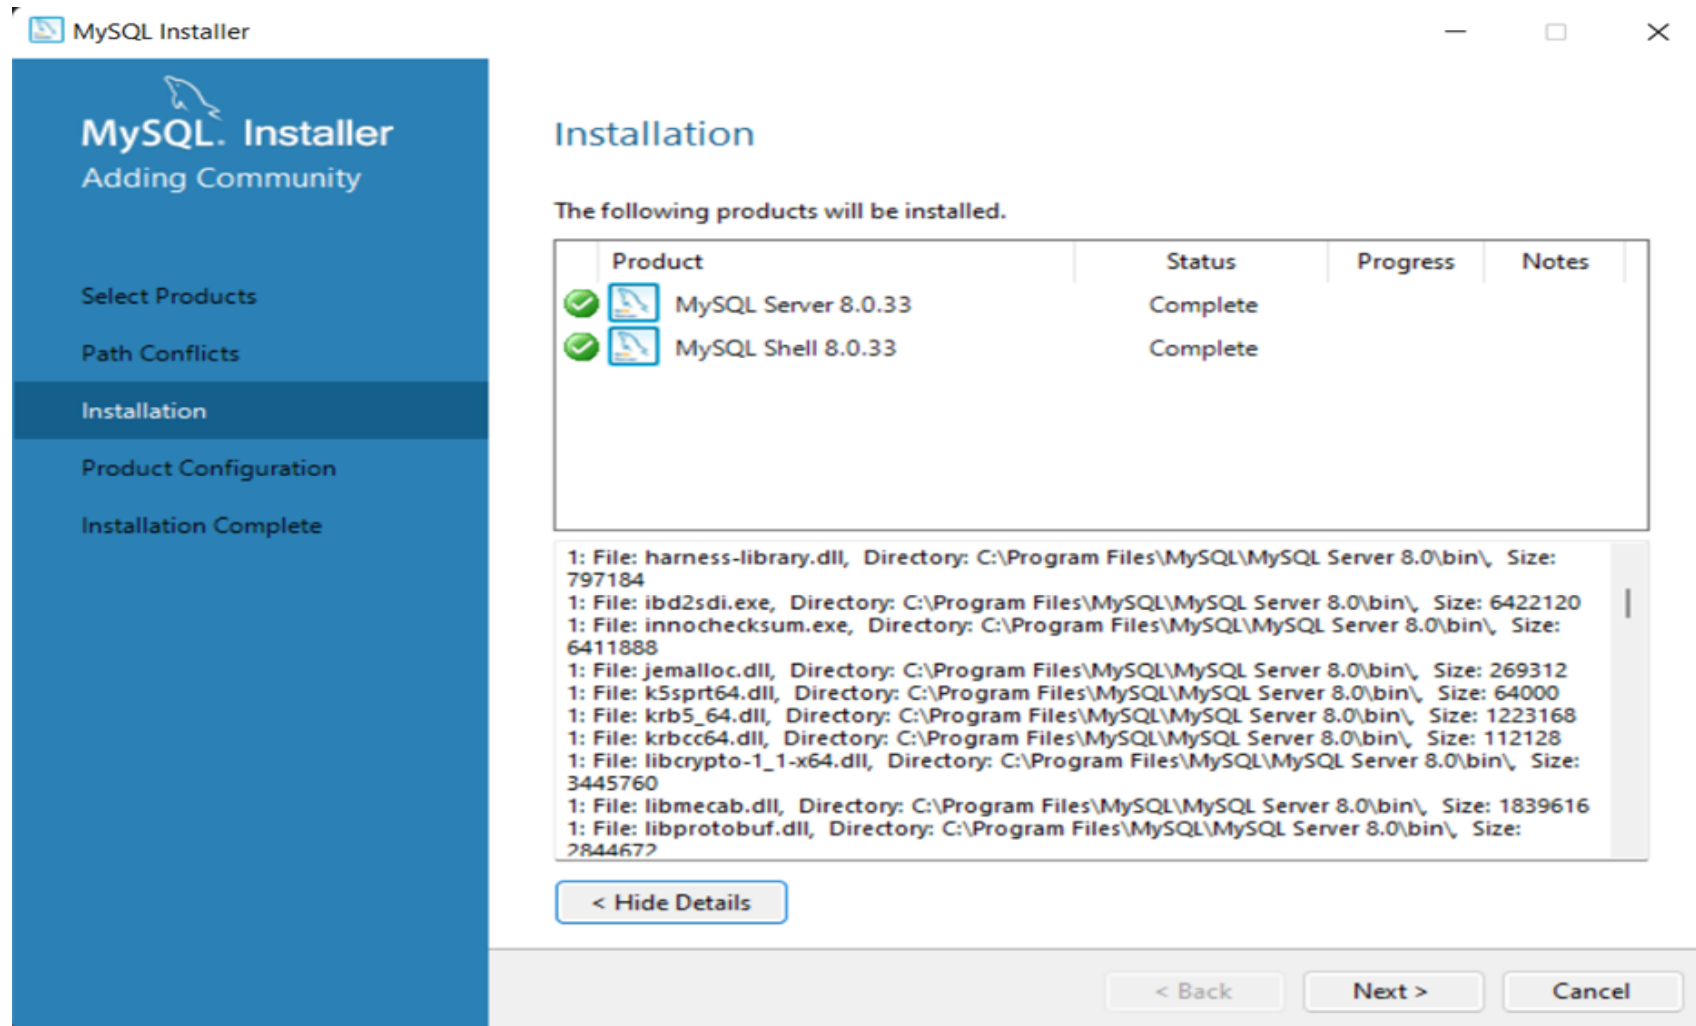 MySQL Installer
MySQL. Installer
Adding Community
Select Products
Path Conflicts
Installation
Product Configuration
Installation Complete
Installation
The following products will be installed.
Product Status Progress Notes
MySQL Server 8.0.33 Complete
MySQL Shell 8.0.33 Complete
1: File: harness-library.dll, Directory: C:\Program Files\MySQL\MySQL Server 8.0\bin\, Size:
797184
1: File: ibd2sdi.exe, Directory: C:\Program Files\MySQL\MySQL Server 8.0\bin\, Size: 6422120
1: File: innochecksum.exe, Directory: C:\Program Files\MySQL\MySQL Server 8.0\bin\, Size:
6411888
1: File: jemalloc.dll, Directory: C:\Program Files\MySQL\MySQL Server 8.0\bin\, Size: 269312
1: File: k5sprt64.dll, Directory: C:\Program Files\MySQL\MySQL Server 8.0\bin\, Size: 64000
1: File: krb5_64.dll, Directory: C:\Program Files\MySQL\MySQL Server 8.0\bin\, Size: 1223168
1: File: krbcc64.dll, Directory: C:\Program Files\MySQL\MySQL Server 8.0\bin\, Size: 112128
1: File: libcrypto-1_1-x64.dll, Directory: C:\Program Files\MySQL\MySQL Server 8.0\bin\, Size:
3445760
1: File: libmecab.dll, Directory: C:\Program Files\MySQL\MySQL Server 8.0\bin\, Size: 1839616
1: File: libprotobuf.dll, Directory: C:\Program Files\MySQL\MySQL Server 8.0\bin\, Size:
2844672
< Hide Details
< Back Next > Cancel